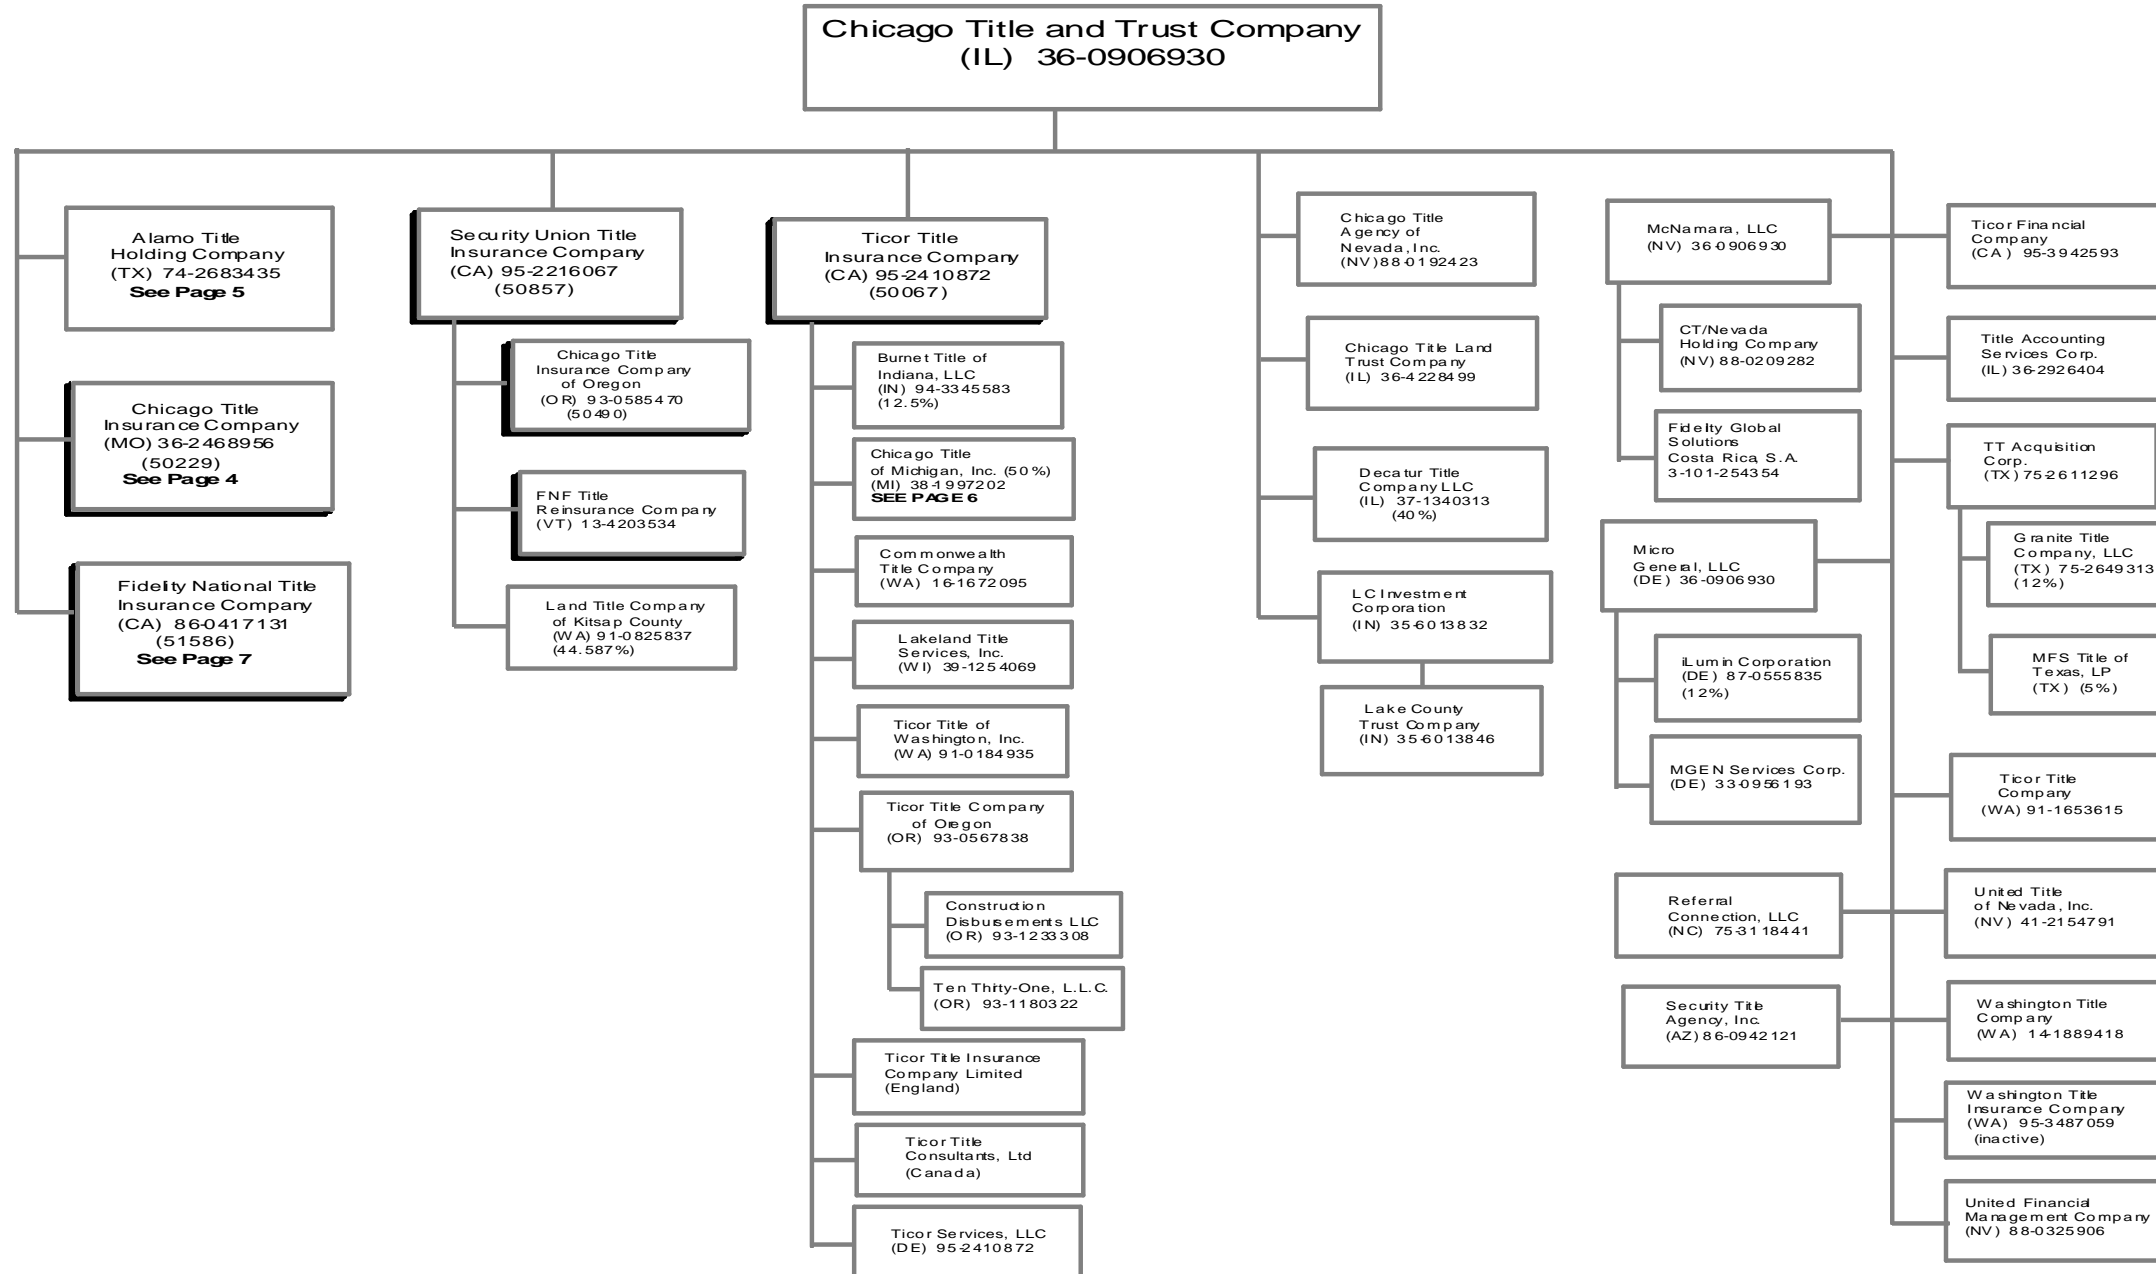 Chicago Title and Trust Company
(IL) 36-0906930
Alamo Title
Holding Company
(TX) 74-2683435
See Page 5
Chicago Title
Insurance Company
(MO) 36-2468956
(50229)
See Page 4
Fidelity National Title
Insurance Company
(CA) 86-0417131
(51586)
See Page 7
Security Union Title
Insurance Company
(CA) 95-2216067
(50857)
Chicago Title
Insurance Company
of Oregon
(OR) 93-0585470
(50490)
FNF Title
Reinsurance Company
(VT) 13-4203534
Land Title Company
of Kitsap County
(WA) 91-0825837
(44.587%)
Ticor Title
Insurance Company
(CA) 95-2410872
(50067)
Burnet Title of
Indiana, LLC
(IN) 94-3345583
(12.5%)
Chicago Title
of Michigan, Inc. (50%)
(MI) 38-1997202
SEE PAGE 6
Commonwealth
Title Company
(WA) 16-1672095
Lakeland Title
Services, Inc.
(WI) 39-1254069
Ticor Title of
Washington, Inc.
(WA) 91-0184935
Ticor Title Company
of Oregon
(OR) 93-0567838
Construction
Disbursements LLC
(OR) 93-1233308
Ten Thirty-One, L.L.C.
(OR) 93-1180322
Ticor Title Insurance
Company Limited
(England)
Ticor Title
Consultants, Ltd
(Canada)
Ticor Services, LLC
(DE) 95-2410872
Chicago Title
Agency of
Nevada, Inc.
(NV) 88-0192423
Chicago Title Land
Trust Company
(IL) 36-4228499
Decatur Title
Company LLC
(IL) 37-1340313
(40%)
LC Investment
Corporation
(IN) 35-6013832
Lake County
Trust Company
(IN) 35-6013846
McNamara, LLC
(NV) 36-0906930
CT/Nevada
Holding Company
(NV) 88-0209282
Fidelty Global
Solutions
Costa Rica, S.A.
3-101-254354
Micro
General, LLC
(DE) 36-0906930
iLumin Corporation
(DE) 87-0555835
(12%)
MGEN Services Corp.
(DE) 33-0956193
Referral
Connection, LLC
(NC) 75-3118441
Security Title
Agency, Inc.
(AZ) 86-0942121
Ticor Financial
Company
(CA) 95-3942593
Title Accounting
Services Corp.
(IL) 36-2926404
TT Acquisition
Corp.
(TX) 75-2611296
Granite Title
Company, LLC
(TX) 75-2649313
(12%)
MFS Title of
Texas, LP
(TX) (5%)
Ticor Title
Company
(WA) 91-1653615
United Title
of Nevada, Inc.
(NV) 41-2154791
Washington Title
Company
(WA) 14-1889418
Washington Title
Insurance Company
(WA) 95-3487059
(inactive)
United Financial
Management Company
(NV) 88-0325906